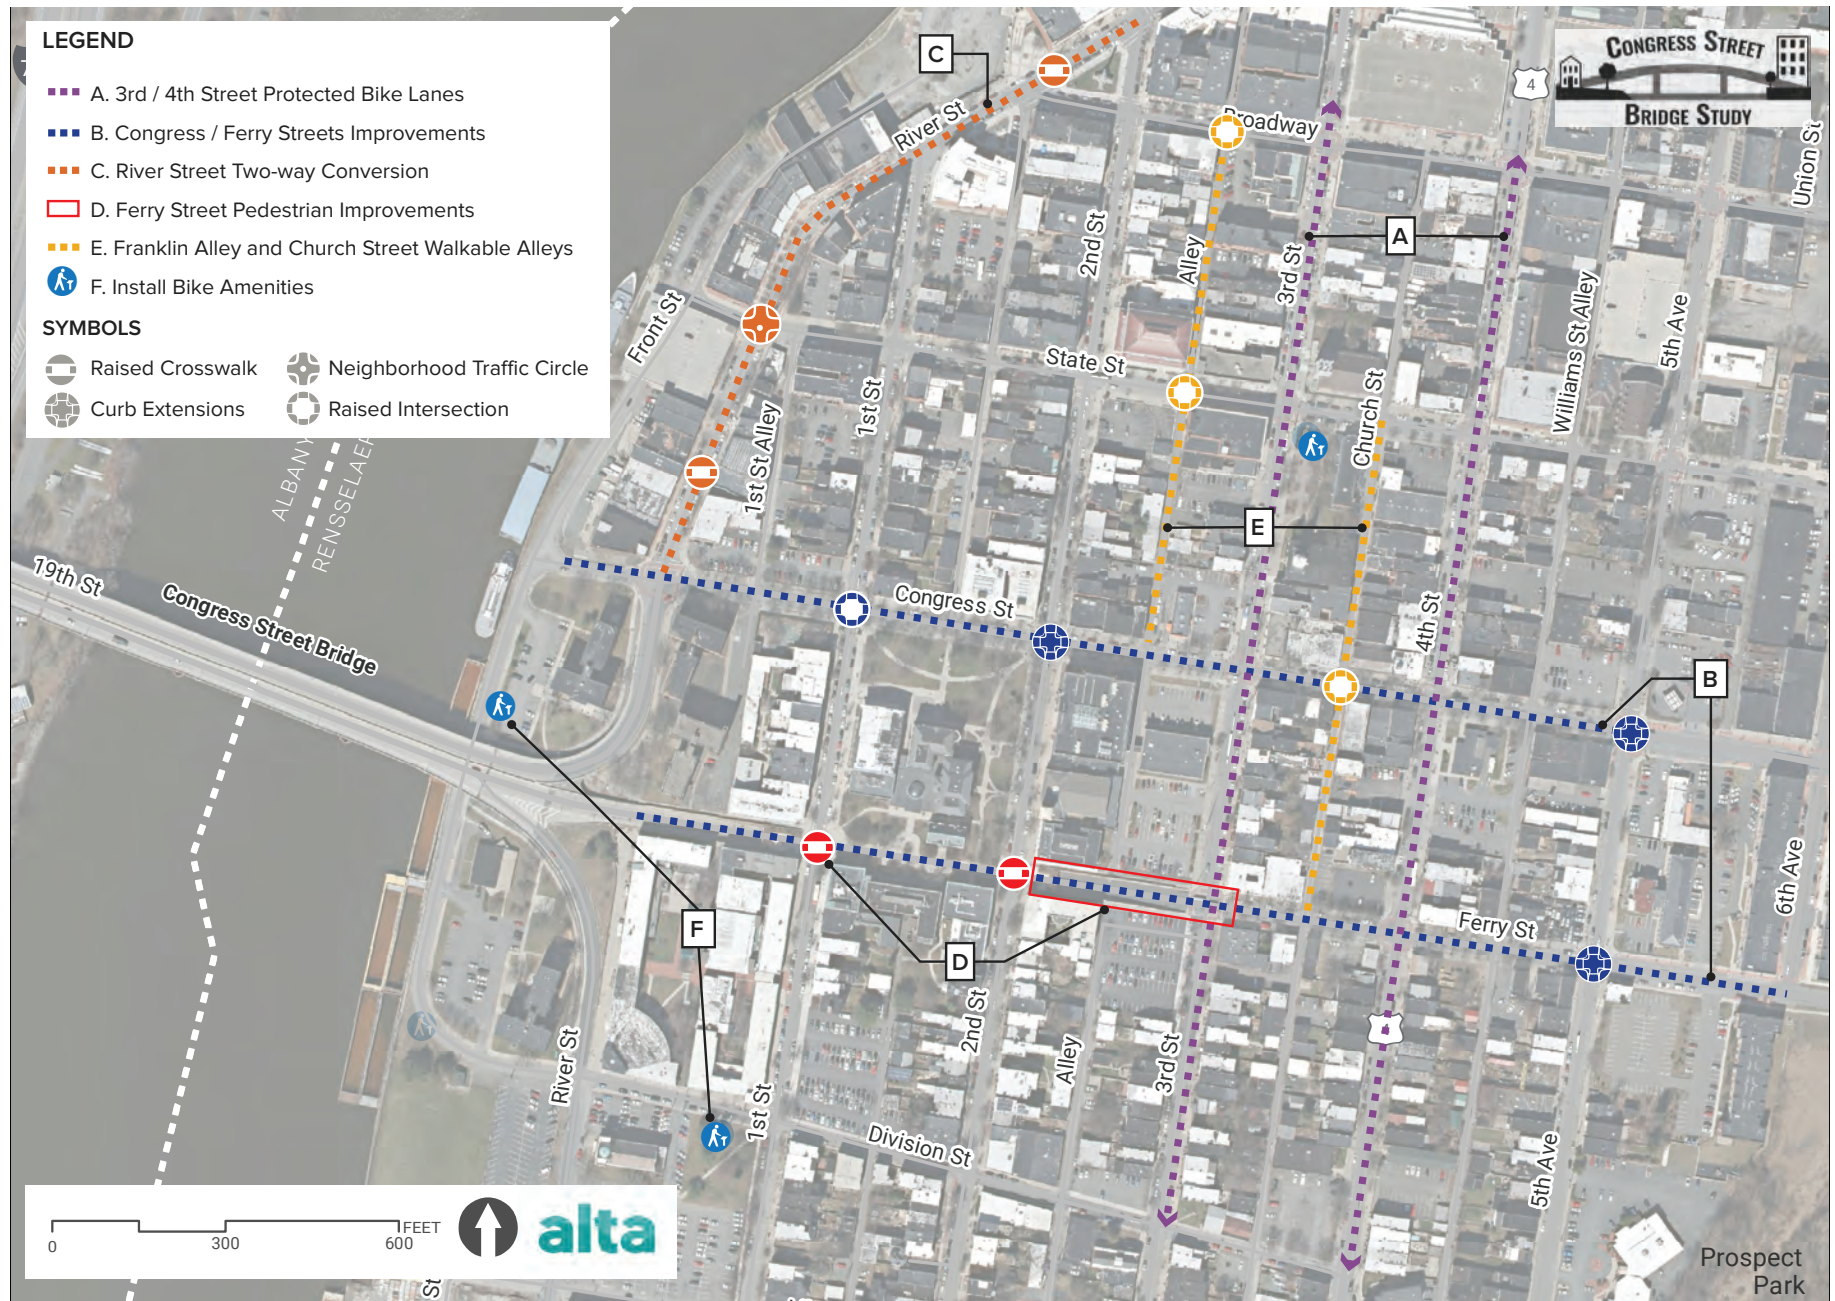 LEGEND
A. 3rd / 4th Street Protected Bike Lanes
B. Congress / Ferry Streets Improvements
C. River Street Two-way Conversion
D. Ferry Street Pedestrian Improvements
E. Franklin Alley and Church Street Walkable Alleys
F. Install Bike Amenities
SYMBOLS
Raised Crosswalk
Neighborhood Traffic Circle
Curb Extensions
Raised Intersection
CONGRESS STREET
BRIDGE STUDY
4
C
River St
Broadway
Union St
A
2nd St
Alley
3rd St
Front St
State St
Williams St Alley
5th Ave
1st St
1st St Alley
Church St
ALBANY
RENSSELAER
E
19th St
Congress Street Bridge
Congress St
4th St
B
F
D
Ferry St
6th Ave
2nd St
Alley
3rd St
4
River St
1st St
Division St
5th Ave
St
0
300
600
FEET
alta
Prospect
Park